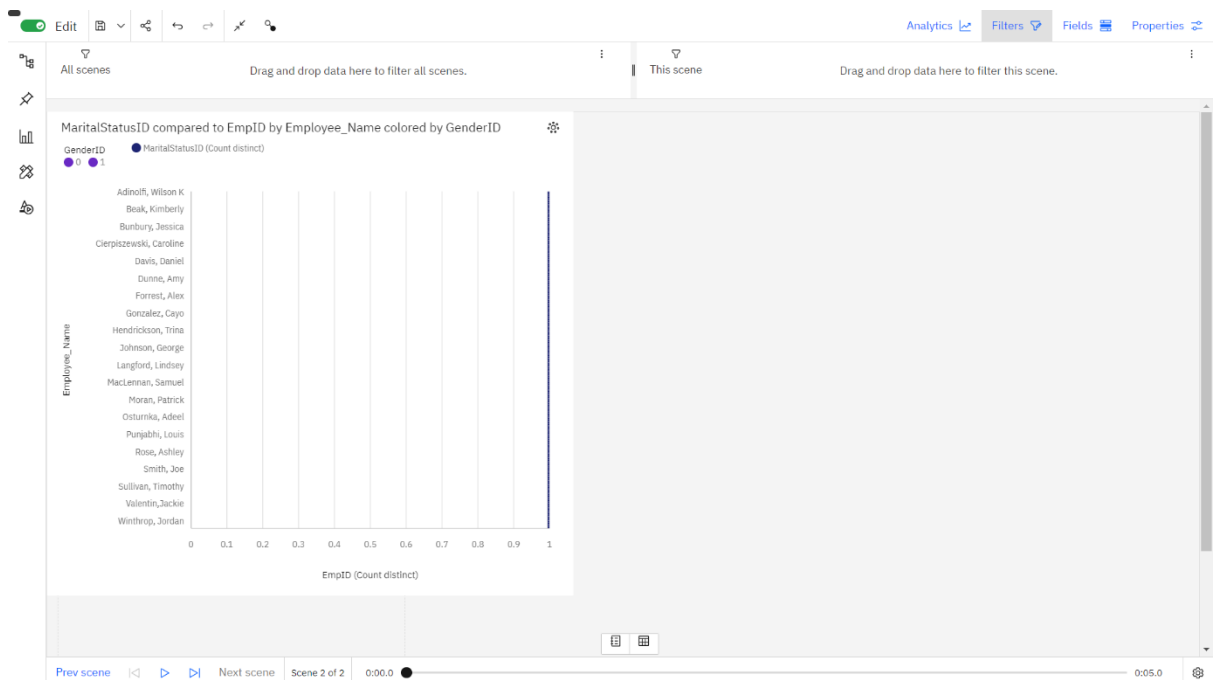 Edit
Analytics
Filters
Fields
Properties
All scenes
Drag and drop data here to filter all scenes.
This scene
Drag and drop data here to filter this scene.
MaritalStatusID compared to EmpID by Employee_Name colored by GenderID
GenderID
0 1
MaritalStatusID (Count distinct)
Employee_Name
Adinolfi, Wilson K
Beak, Kimberly
Bunbury, Jessica
Cierpiszewski, Caroline
Davis, Daniel
Dunne, Amy
Forrest, Alex
Gonzalez, Cayo
Hendrickson, Trina
Johnson, George
Langford, Lindsey
MacLennan, Samuel
Moran, Patrick
Osturnka, Adeel
Punjabhi, Louis
Rose, Ashley
Smith, Joe
Sullivan, Timothy
Valentin,Jackie
Winthrop, Jordan
0 0.1 0.2 0.3 0.4 0.5 0.6 0.7 0.8 0.9 1
EmpID (Count distinct)
Prev scene
Next scene
Scene 2 of 2
0:00.0
0:05.0